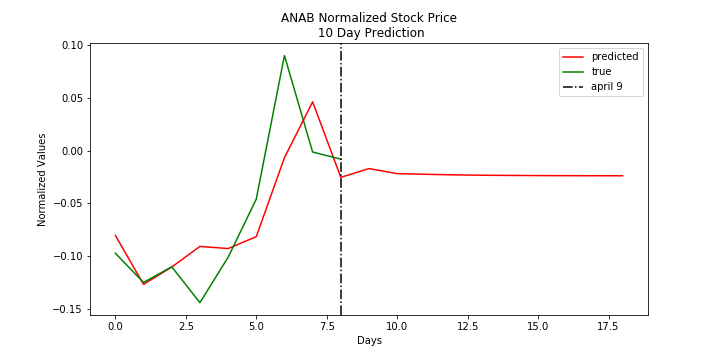 ANAB Normalized Stock Price
10 Day Prediction
0.10
0.05
0.00
−0.05
−0.10
−0.15
Normalized Values
predicted
true
april 9
0.0
2.5
5.0
7.5
10.0
12.5
15.0
17.5
Days